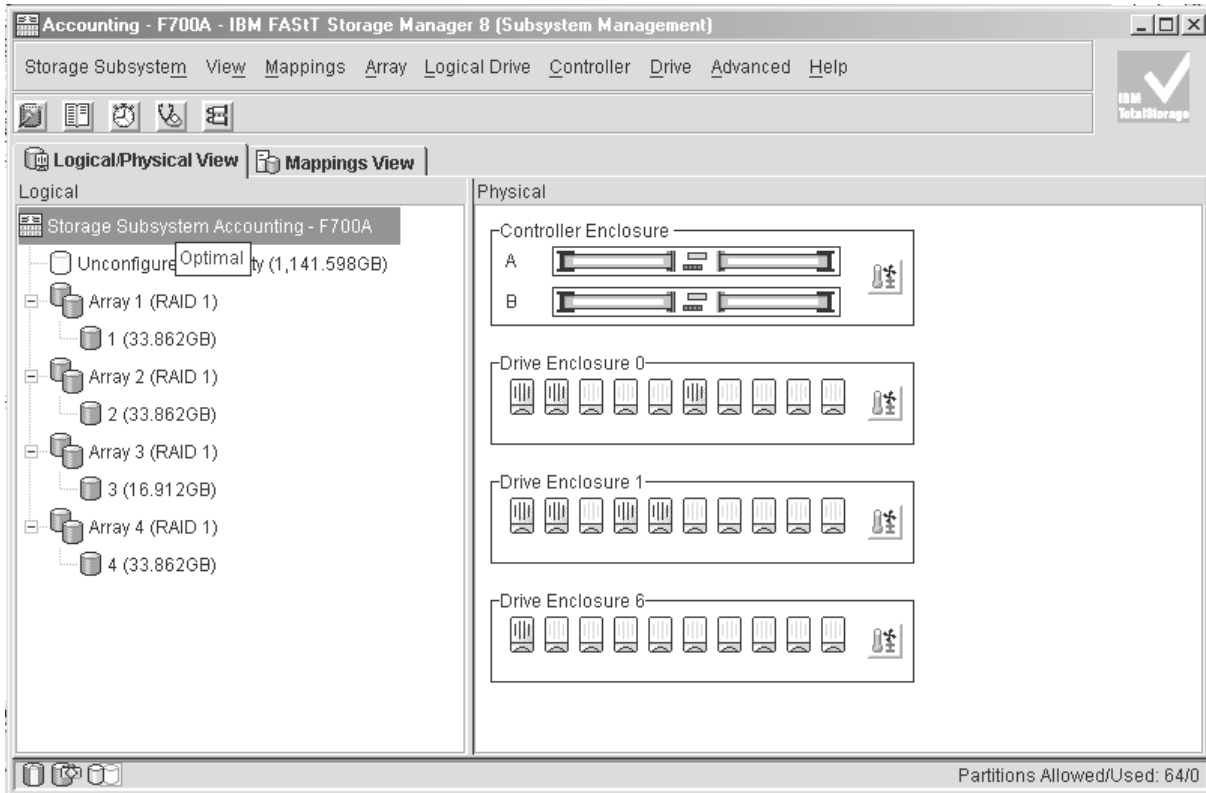 Accounting - F700A - IBM FAStT Storage Manager 8 (Subsystem Management)
Storage Subsystem View Mappings Array Logical Drive Controller Drive Advanced Help
IBM
TotalStorage
Logical/Physical View
Mappings View
Logical
Storage Subsystem Accounting - F700A
Optimal
(1,141.598GB)
Array 1 (RAID 1)
1 (33.862GB)
Array 2 (RAID 1)
2 (33.862GB)
Array 3 (RAID 1)
3 (16.912GB)
Array 4 (RAID 1)
4 (33.862GB)
Physical
Controller Enclosure
A
B
Drive Enclosure 0
Drive Enclosure 1
Drive Enclosure 6
Partitions Allowed/Used: 64/0